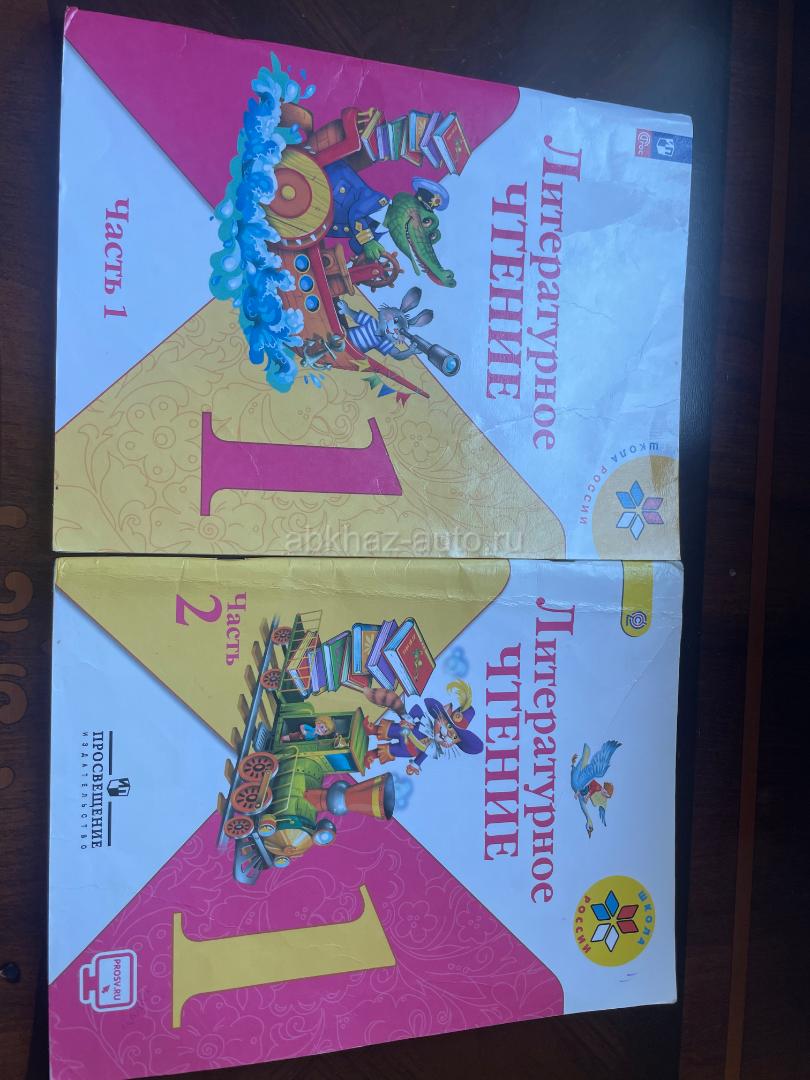 ФГОС
ШКОЛА РОССИИ
Литературное
ЧТЕНИЕ
Часть 1
1
abkhaz-auto.ru
ШКОЛА
РОССИИ
Литературное
ЧТЕНИЕ
Часть
2
ПРОСВЕЩЕНИЕ
ИЗДАТЕЛЬСТВО
1
PROSV.RU